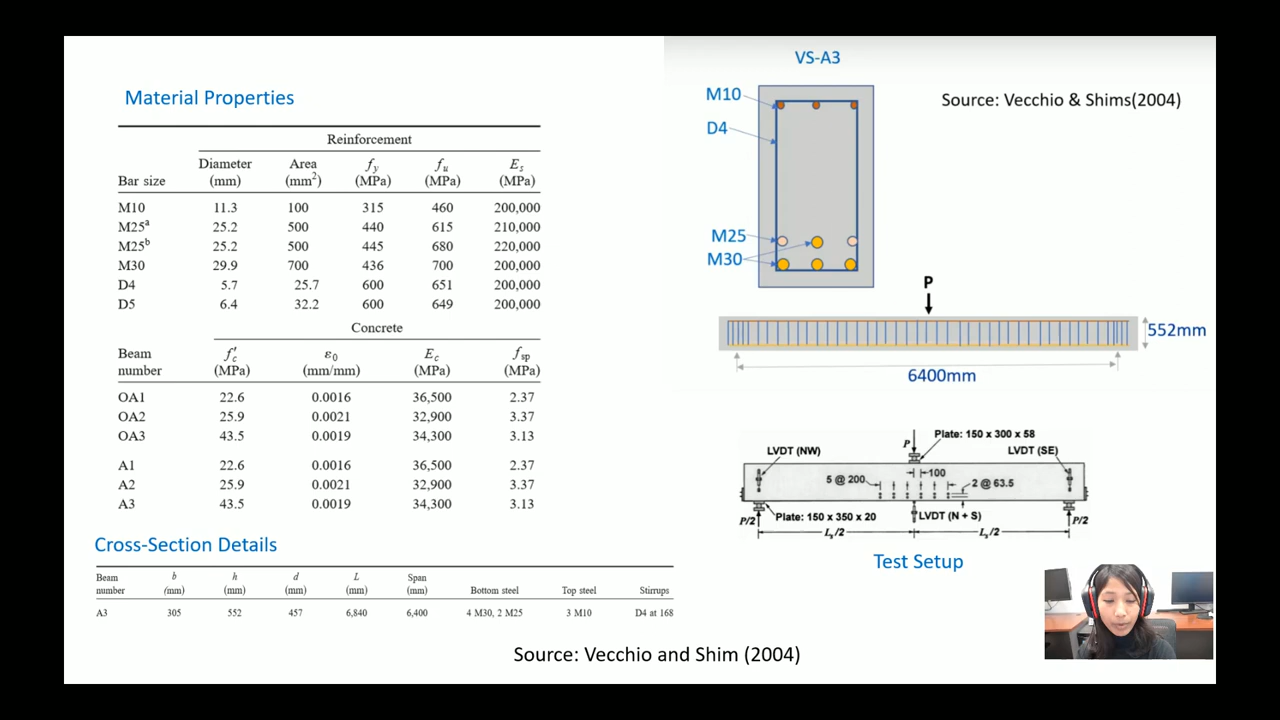 Material Properties
Reinforcement
Bar size Diameter (mm) Area (mm²) fy (MPa) fu (MPa) Es (MPa)
M10 11.3 100 315 460 200,000
M25a 25.2 500 440 615 210,000
M25b 25.2 500 445 680 220,000
M30 29.9 700 436 700 200,000
D4 5.7 25.7 600 651 200,000
D5 6.4 32.2 600 649 200,000
Concrete
Beam number f'c (MPa) ε0 (mm/mm) Ec (MPa) fsp (MPa)
OA1 22.6 0.0016 36,500 2.37
OA2 25.9 0.0021 32,900 3.37
OA3 43.5 0.0019 34,300 3.13
A1 22.6 0.0016 36,500 2.37
A2 25.9 0.0021 32,900 3.37
A3 43.5 0.0019 34,300 3.13
Cross-Section Details
Beam number b (mm) h (mm) d (mm) L (mm) Span (mm) Bottom steel Top steel Stirrups
A3 305 552 457 6,840 6,400 4 M30, 2 M25 3 M10 D4 at 168
VS-A3
M10
D4
M25
M30
Source: Vecchio & Shims(2004)
P
552mm
6400mm
Plate: 150 x 300 x 58
P
LVDT (NW)
LVDT (SE)
100
5 @ 200
2 @ 63.5
Plate: 150 x 350 x 20
LVDT (N + S)
P/2
P/2
Ls/2
Ls/2
Test Setup
Source: Vecchio and Shim (2004)